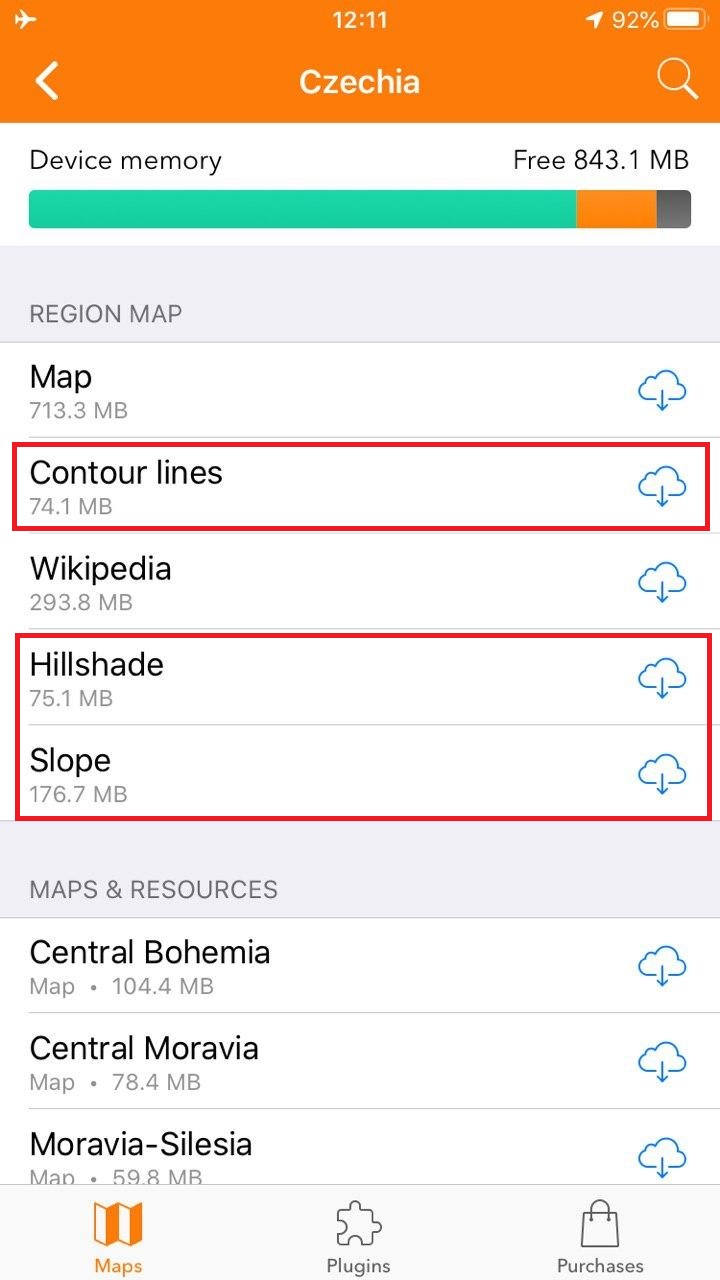 12:11
92%
Czechia
Device memory
Free 843.1 MB
REGION MAP
Map
713.3 MB
Contour lines
74.1 MB
Wikipedia
293.8 MB
Hillshade
75.1 MB
Slope
176.7 MB
MAPS & RESOURCES
Central Bohemia
Map • 104.4 MB
Central Moravia
Map • 78.4 MB
Moravia-Silesia
Map • 59.8 MB
Maps
Plugins
Purchases